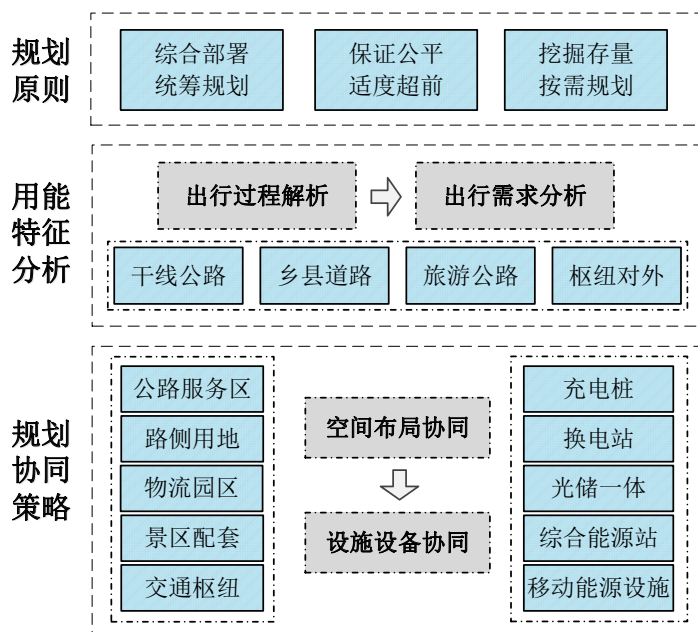 规划
原则
综合部署
统筹规划
保证公平
适度超前
挖掘存量
按需规划
用能
特征
分析
出行过程解析
出行需求分析
干线公路
乡县道路
旅游公路
枢纽对外
规划
协同
策略
公路服务区
路侧用地
物流园区
景区配套
交通枢纽
空间布局协同
设施设备协同
充电桩
换电站
光储一体
综合能源站
移动能源设施